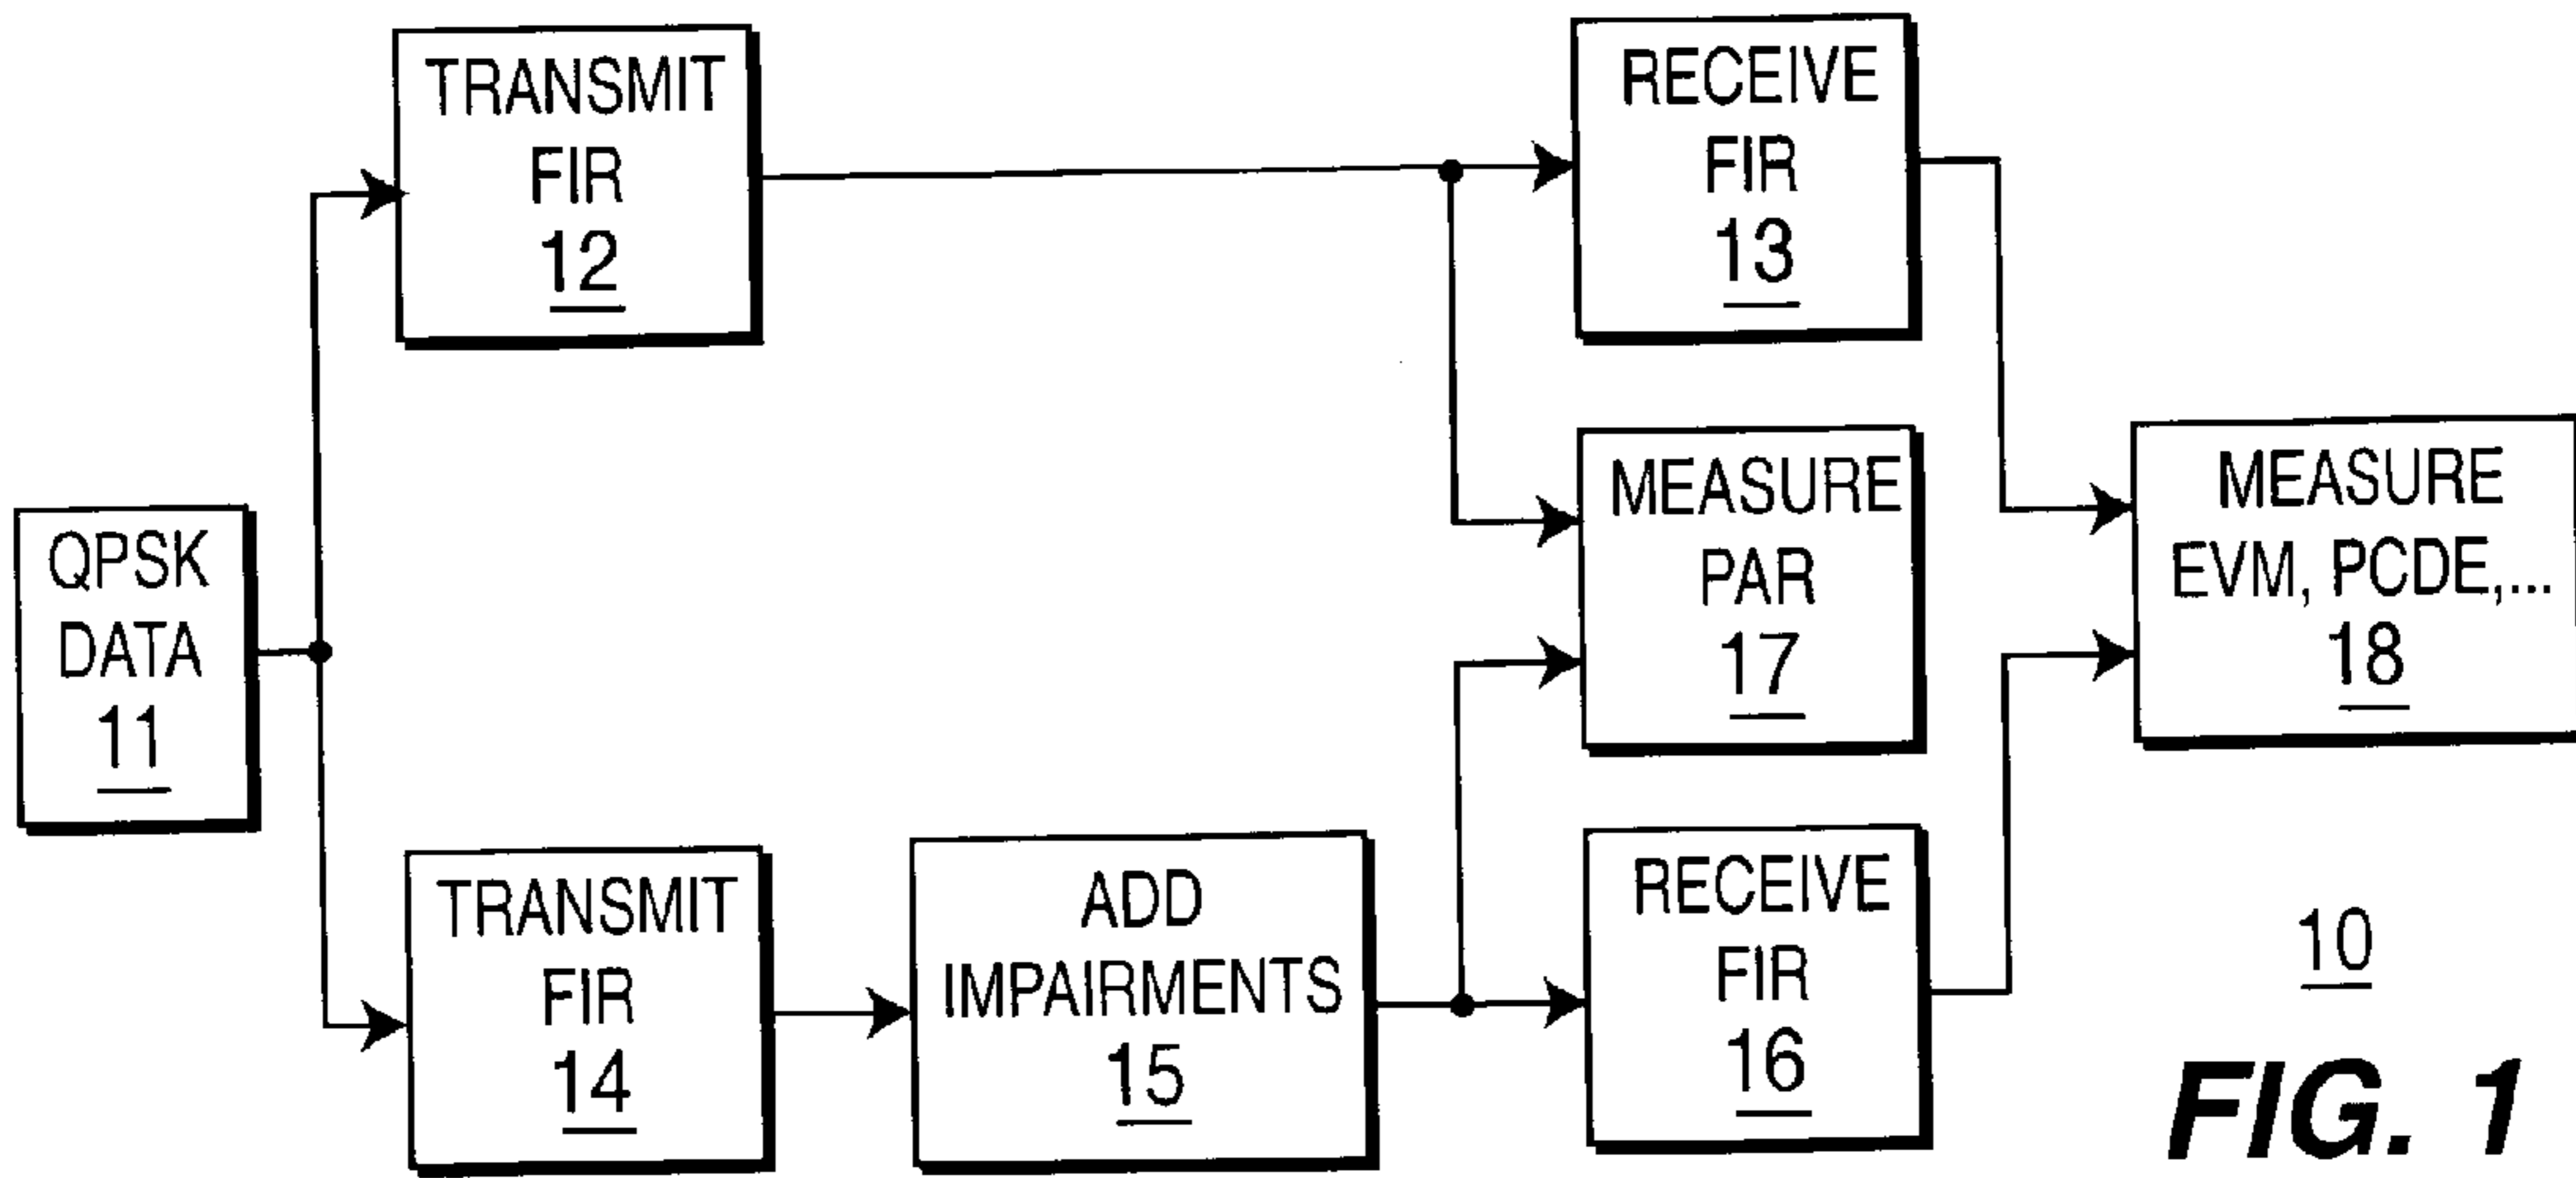 TRANSMIT
FIR
12
RECEIVE
FIR
13
QPSK
DATA
11
MEASURE
PAR
17
MEASURE
EVM, PCDE,...
18
TRANSMIT
FIR
14
ADD
IMPAIRMENTS
15
RECEIVE
FIR
16
10
FIG. 1